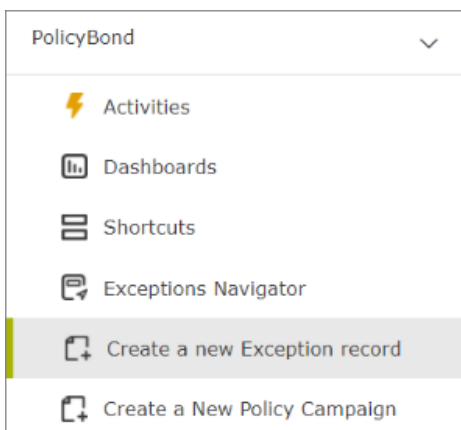 PolicyBond
Activities
Dashboards
Shortcuts
Exceptions Navigator
Create a new Exception record
Create a New Policy Campaign